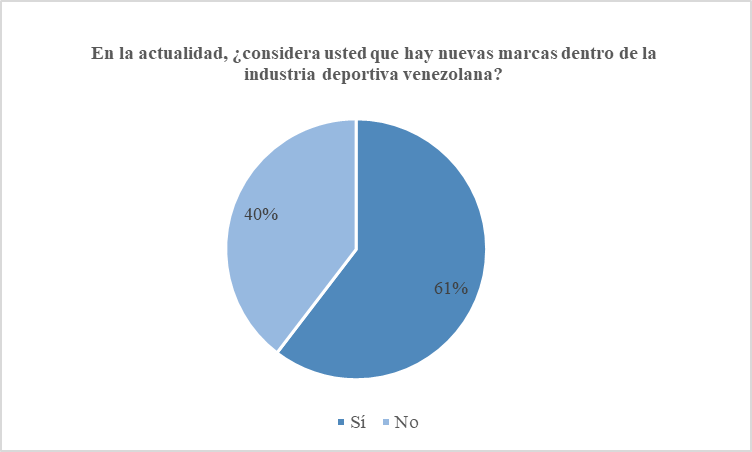 En la actualidad, ¿considera usted que hay nuevas marcas dentro de la
industria deportiva venezolana?
40%
61%
Sí No